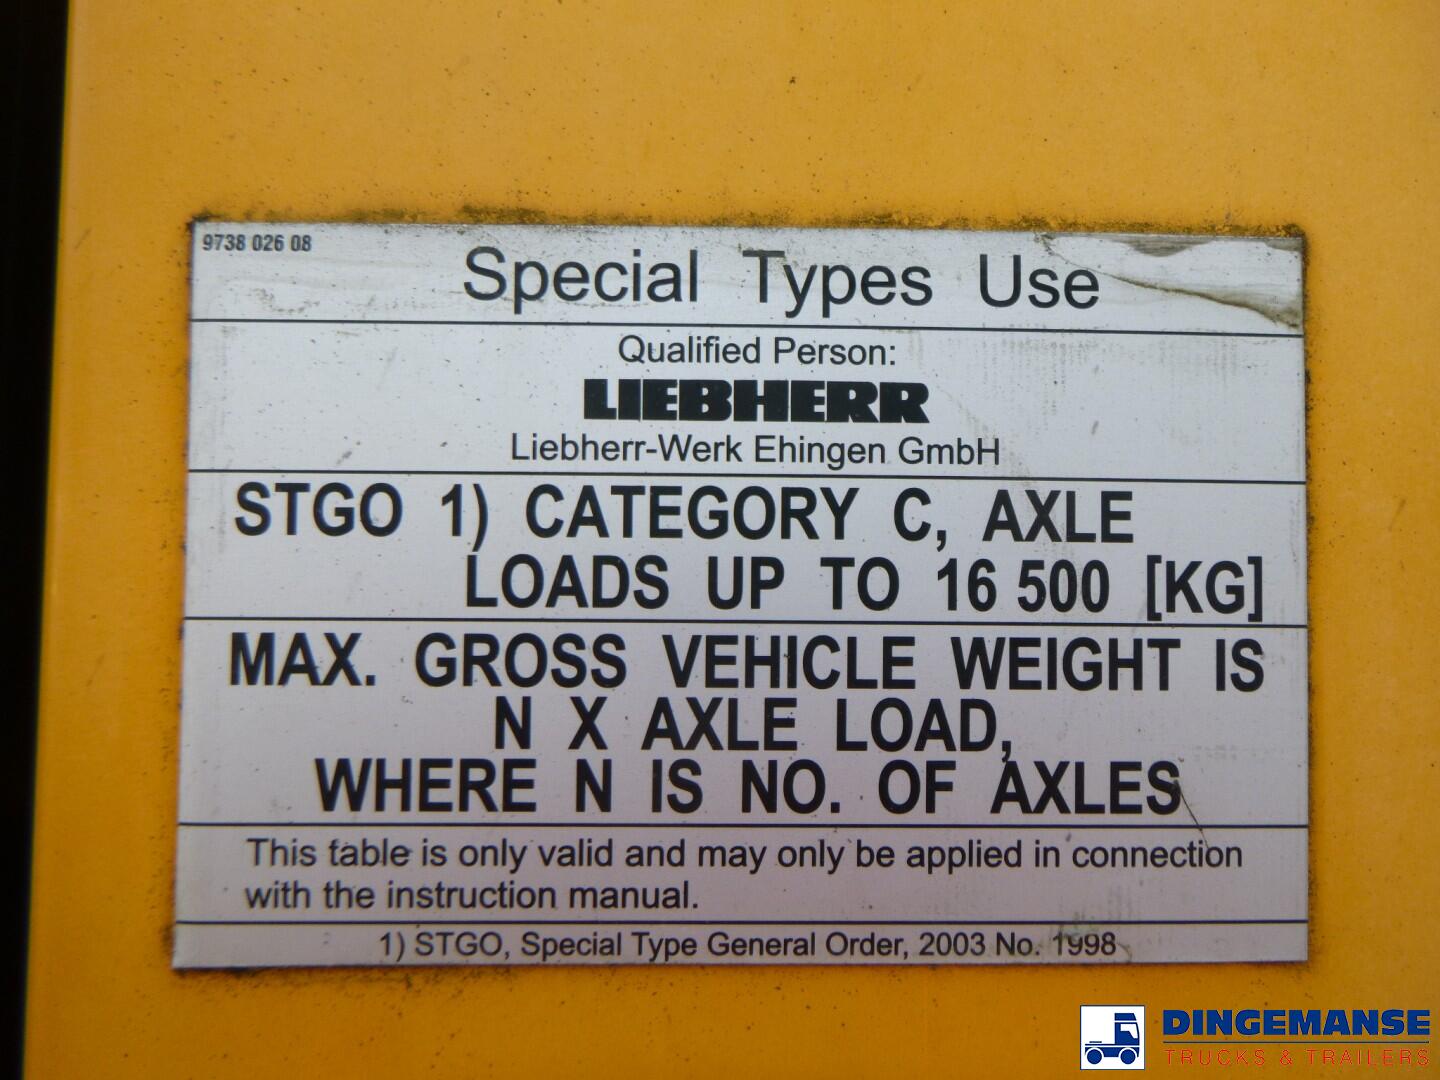 9738 026 08
Special Types Use
Qualified Person:
LIEBHERR
Liebherr-Werk Ehingen GmbH
STGO 1) CATEGORY C, AXLE
LOADS UP TO 16 500 [KG]
MAX. GROSS VEHICLE WEIGHT IS
N X AXLE LOAD,
WHERE N IS NO. OF AXLES
This table is only valid and may only be applied in connection
with the instruction manual.
1) STGO, Special Type General Order, 2003 No. 1998
DINGEMANSE
TRUCKS & TRAILERS